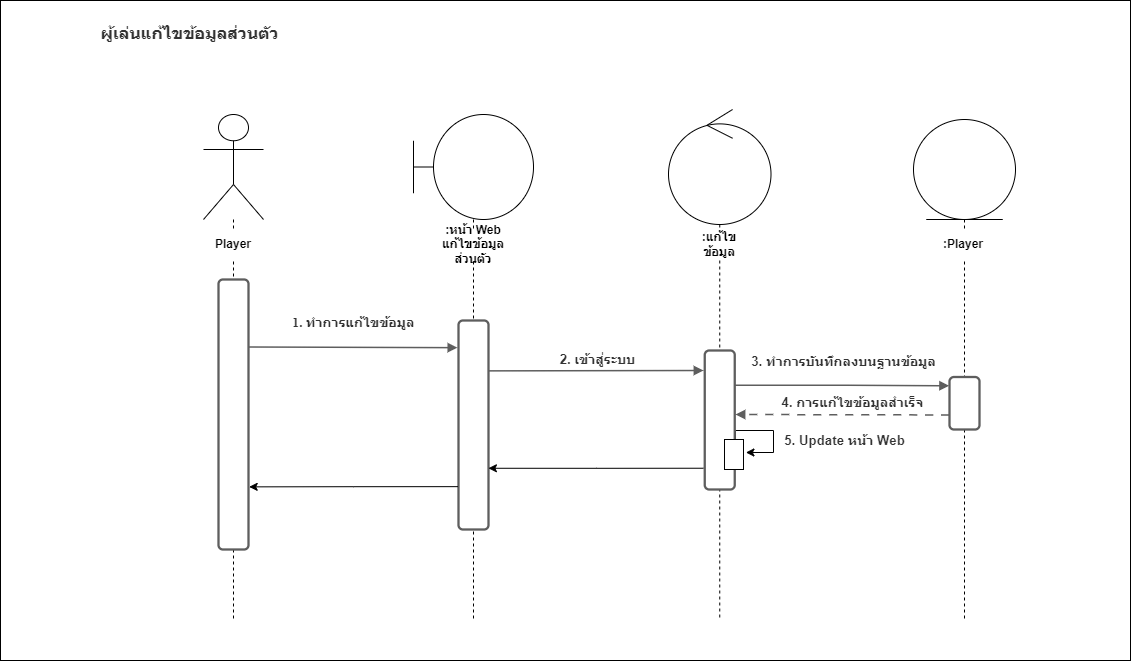 ผู้เล่นแก้ไขข้อมูลส่วนตัว
Player
:หน้า Web
แก้ไขข้อมูล
ส่วนตัว
:แก้ไข
ข้อมูล
:Player
1. ทำการแก้ไขข้อมูล
2. เข้าสู่ระบบ
3. ทำการบันทึกลงบนฐานข้อมูล
4. การแก้ไขข้อมูลสำเร็จ
5. Update หน้า Web